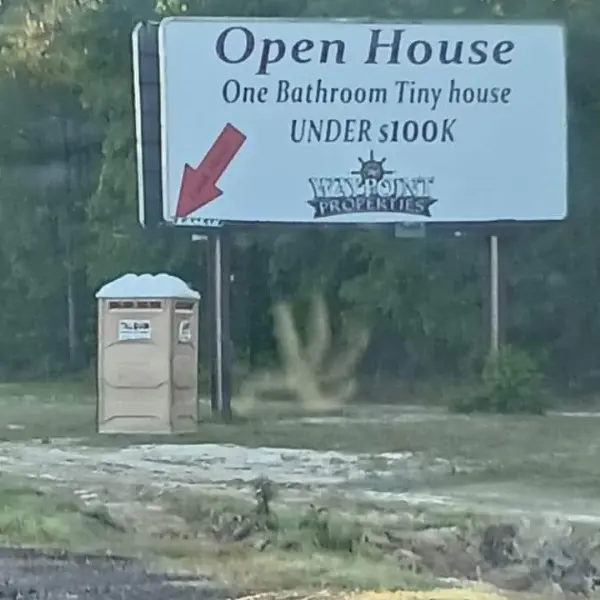 Open House
One Bathroom Tiny house
UNDER $100K
WAYPOINT
PROPERTIES